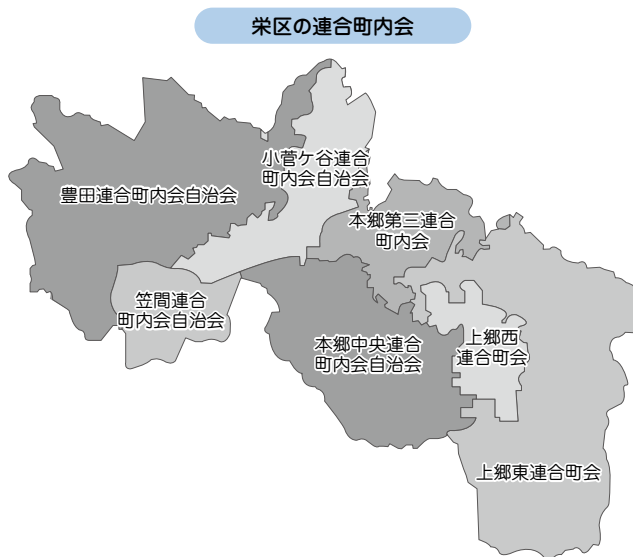 栄区の連合町内会
小菅ケ谷連合
町内会自治会
豊田連合町内会自治会
本郷第三連合
町内会
笠間連合
町内会自治会
本郷中央連合
町内会自治会
上郷西
連合町会
上郷東連合町会